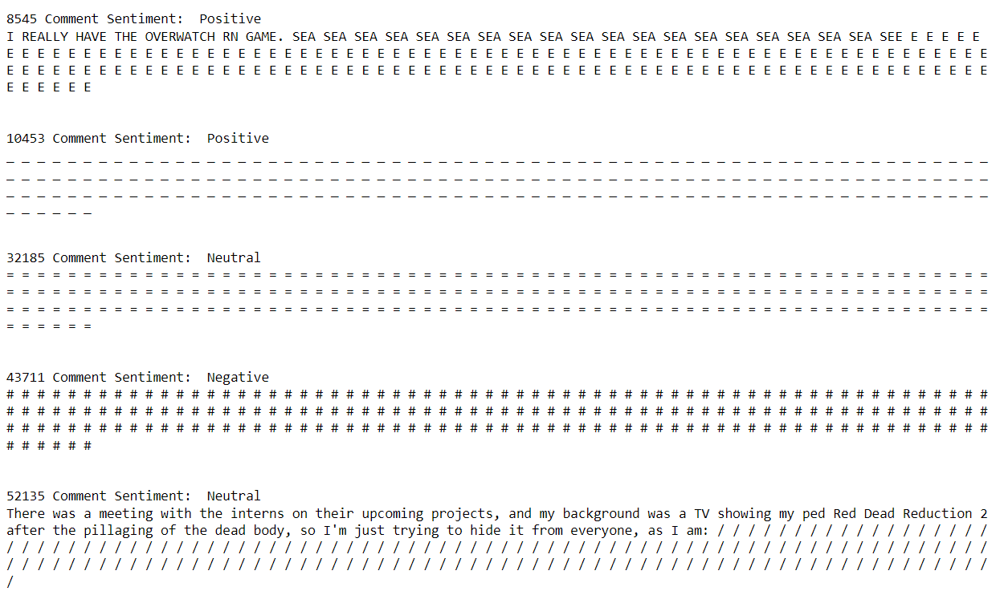 8545 Comment Sentiment:  Positive
I REALLY HAVE THE OVERWATCH RN GAME. SEA SEA SEA SEA SEA SEA SEA SEA SEA SEA SEA SEA SEA SEA SEA SEA SEA SEA SEA SEE E E E E E
E E E E E E E E E E E E E E E E E E E E E E E E E E E E E E E E E E E E E E E E E E E E E E E E E E E E E E E E E E E E E E E E
E E E E E E E E E E E E E E E E E E E E E E E E E E E E E E E E E E E E E E E E E E E E E E E E E E E E E E E E E E E E E E E E
E E E E E E
10453 Comment Sentiment:  Positive
_ _ _ _ _ _ _ _ _ _ _ _ _ _ _ _ _ _ _ _ _ _ _ _ _ _ _ _ _ _ _ _ _ _ _ _ _ _ _ _ _ _ _ _ _ _ _ _ _ _ _ _ _ _ _ _ _ _ _ _ _ _ _ _
_ _ _ _ _ _ _ _ _ _ _ _ _ _ _ _ _ _ _ _ _ _ _ _ _ _ _ _ _ _ _ _ _ _ _ _ _ _ _ _ _ _ _ _ _ _ _ _ _ _ _ _ _ _ _ _ _ _ _ _ _ _ _ _
_ _ _ _ _ _ _ _ _ _ _ _ _ _ _ _ _ _ _ _ _ _ _ _ _ _ _ _ _ _ _ _ _ _ _ _ _ _ _ _ _ _ _ _ _ _ _ _ _ _ _ _ _ _ _ _ _ _ _ _ _ _ _ _
_ _ _ _ _ _
32185 Comment Sentiment:  Neutral
= = = = = = = = = = = = = = = = = = = = = = = = = = = = = = = = = = = = = = = = = = = = = = = = = = = = = = = = = = = = = = = =
= = = = = = = = = = = = = = = = = = = = = = = = = = = = = = = = = = = = = = = = = = = = = = = = = = = = = = = = = = = = = = = =
= = = = = = = = = = = = = = = = = = = = = = = = = = = = = = = = = = = = = = = = = = = = = = = = = = = = = = = = = = = = = = = =
= = = = = =
43711 Comment Sentiment:  Negative
# # # # # # # # # # # # # # # # # # # # # # # # # # # # # # # # # # # # # # # # # # # # # # # # # # # # # # # # # # # # # # # #
# # # # # # # # # # # # # # # # # # # # # # # # # # # # # # # # # # # # # # # # # # # # # # # # # # # # # # # # # # # # # # # #
# # # # # # # # # # # # # # # # # # # # # # # # # # # # # # # # # # # # # # # # # # # # # # # # # # # # # # # # # # # # # # # #
# # # # # #
52135 Comment Sentiment:  Neutral
There was a meeting with the interns on their upcoming projects, and my background was a TV showing my ped Red Dead Reduction 2
after the pillaging of the dead body, so I'm just trying to hide it from everyone, as I am: / / / / / / / / / / / / / / / / / /
/ / / / / / / / / / / / / / / / / / / / / / / / / / / / / / / / / / / / / / / / / / / / / / / / / / / / / / / / / / / / / / / /
/ / / / / / / / / / / / / / / / / / / / / / / / / / / / / / / / / / / / / / / / / / / / / / / / / / / / / / / / / / / / / / / /
/